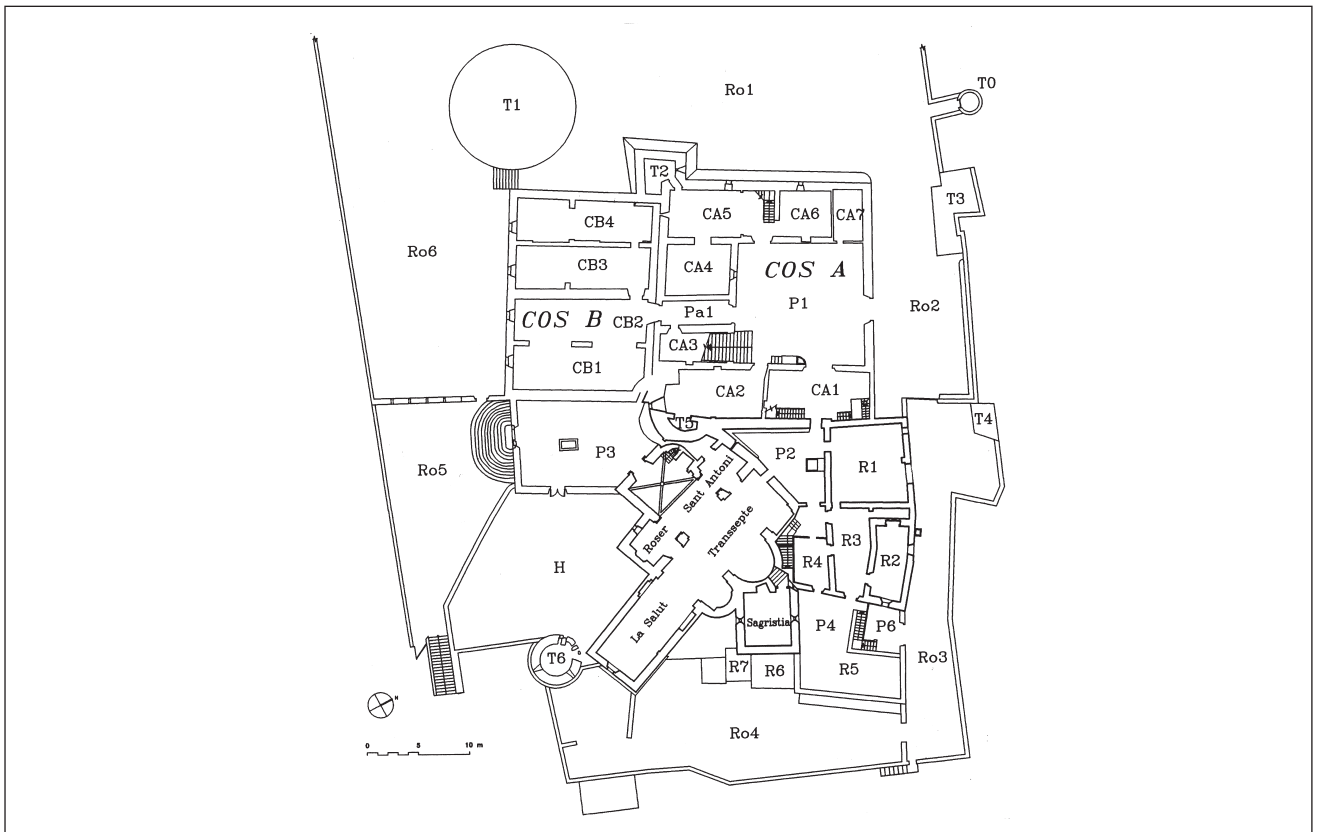 T0
Ro1
T1
T2
T3
CA5
CA6
CA7
CB4
Ro6
CB3
CA4
COS A
P1
Ro2
Pa1
COS B
CB2
CA3
CB1
CA2
CA1
T4
T5
P3
P2
R1
Ro5
Sant Antoni
Roser
Transsepte
R3
R4
R2
H
La Salut
Sagristia
P4
P6
T6
R7
R6
R5
Ro3
N
Ro4
0 5 10 m